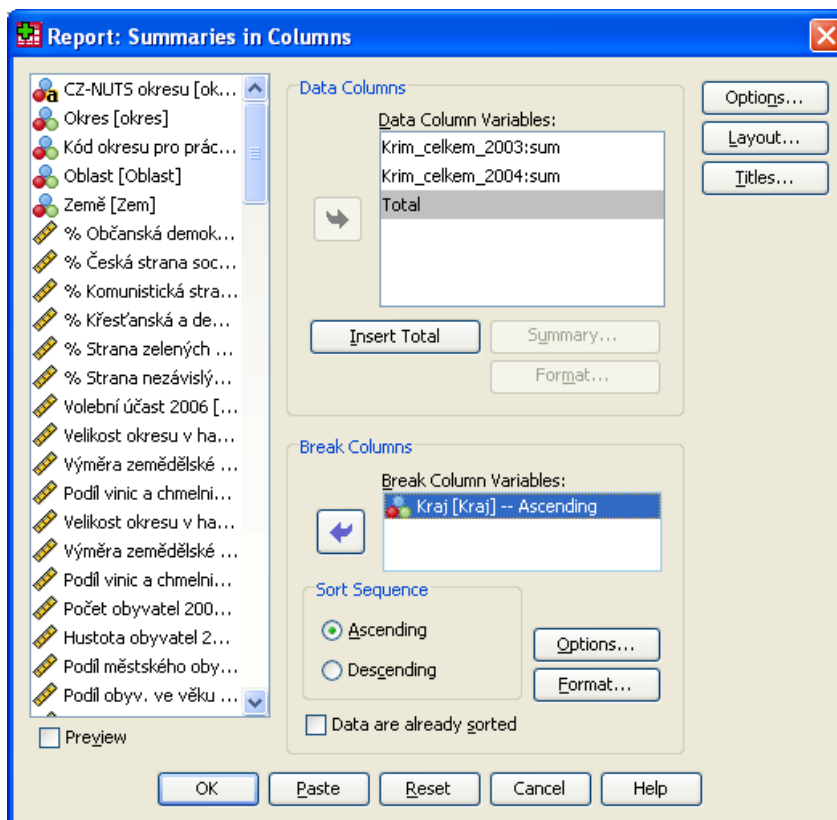 Report: Summaries in Columns
CZ-NUTS okresu [ok...
Okres [okres]
Kód okresu pro prác...
Oblast [Oblast]
Země [Zem]
% Občanská demok...
% Česká strana soc...
% Komunistická stra...
% Křesťanská a de...
% Strana zelených ...
% Strana nezávislý...
Volební účast 2006 [...
Velikost okresu v ha...
Výměra zemědělské ...
Podíl vinic a chmelni...
Velikost okresu v ha...
Výměra zemědělské ...
Podíl vinic a chmelni...
Počet obyvatel 200...
Hustota obyvatel 2...
Podíl městského oby...
Podíl obyv. ve věku ...
Preview
Data Columns
Data Column Variables:
Krim_celkem_2003:sum
Krim_celkem_2004:sum
Total
Insert Total
Summary...
Format...
Break Columns
Break Column Variables:
Kraj [Kraj] -- Ascending
Sort Sequence
Ascending
Descending
Options...
Format...
Data are already sorted
Options...
Layout...
Titles...
OK
Paste
Reset
Cancel
Help